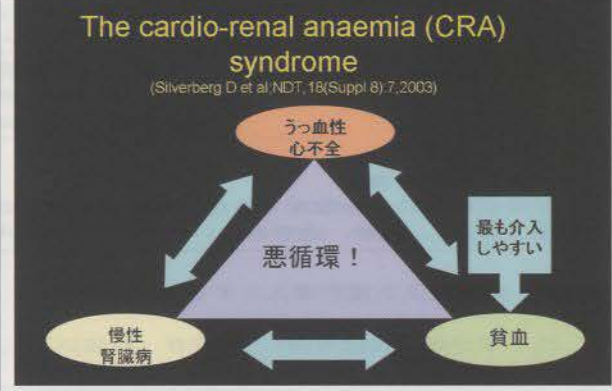 The cardio-renal anaemia (CRA)
syndrome
(Silverberg D et al;NDT,18(Suppl 8):7,2003)
うっ血性
心不全
最も介入
しやすい
悪循環！
慢性
腎臓病
貧血